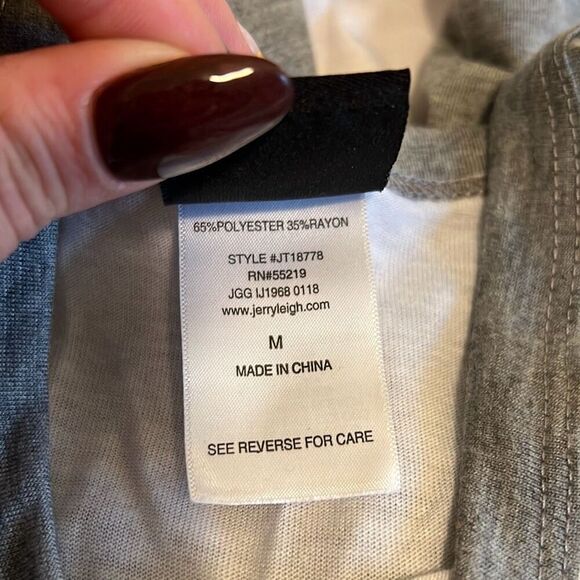 65%POLYESTER 35%RAYON
STYLE #JT18778
RN#55219
JGG IJ1968 0118
www.jerryleigh.com
M
MADE IN CHINA
SEE REVERSE FOR CARE